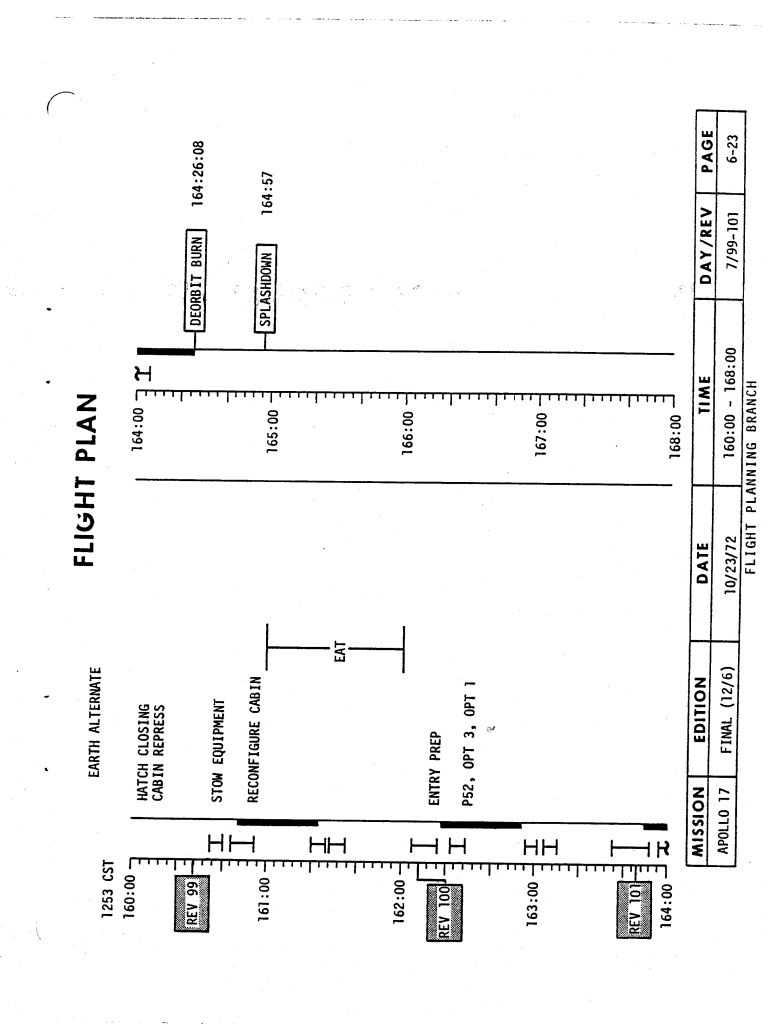 FLIGHT PLAN
EARTH ALTERNATE
1253 CST
160:00
HATCH CLOSING
CABIN REPRESS
REV 99
STOW EQUIPMENT
RECONFIGURE CABIN
161:00
EAT
162:00
ENTRY PREP
REV 100
P52, OPT 3, OPT 1
163:00
REV 101
164:00
164:00
DEORBIT BURN 164:26:08
SPLASHDOWN 164:57
165:00
166:00
167:00
168:00
MISSION EDITION DATE TIME DAY/REV PAGE
APOLLO 17 FINAL (12/6) 10/23/72 160:00 - 168:00 7/99-101 6-23
FLIGHT PLANNING BRANCH